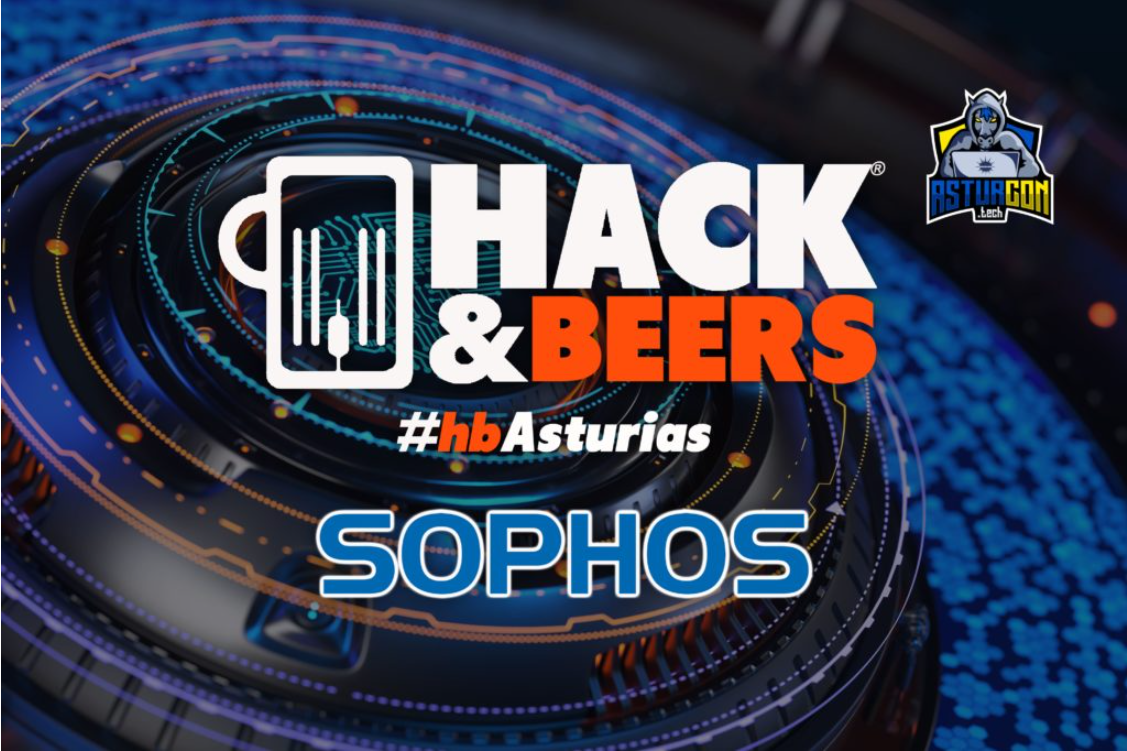 HACK®
&BEERS
#hbAsturias
SOPHOS
ASTURCON
.tech